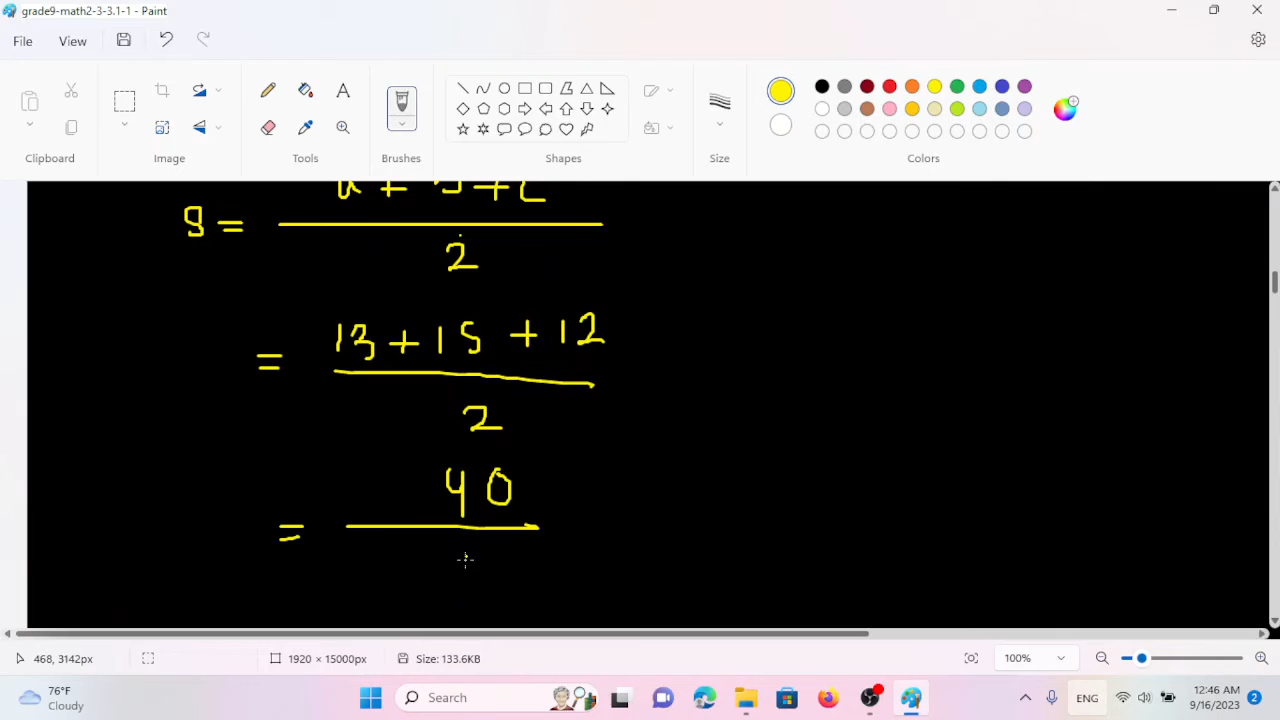 grade9-math2-3-3.1-1 - Paint
File View
Clipboard Image Tools Brushes Shapes Size Colors
a + b + c
S =
2
13 + 15 + 12
=
2
40
=
468, 3142px 1920 × 15000px Size: 133.6KB 100%
76°F Search ENG 12:46 AM
Cloudy 9/16/2023 2